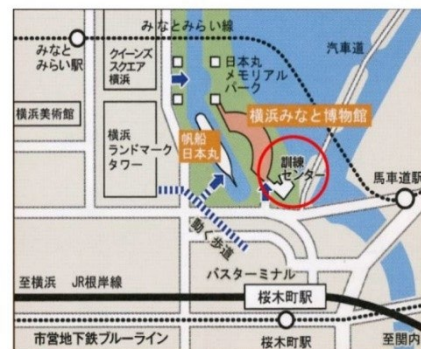 みなとみらい線
みなと
みらい駅
クイーンズ
スクエア
横浜
日本丸
メモリアル
パーク
汽車道
横浜美術館
横浜みなと博物館
横浜
ランドマーク
タワー
帆船
日本丸
訓練
センター
馬車道駅
動く歩道
バスターミナル
至横浜 JR根岸線
桜木町駅
市営地下鉄ブルーライン
桜木町駅
至関内